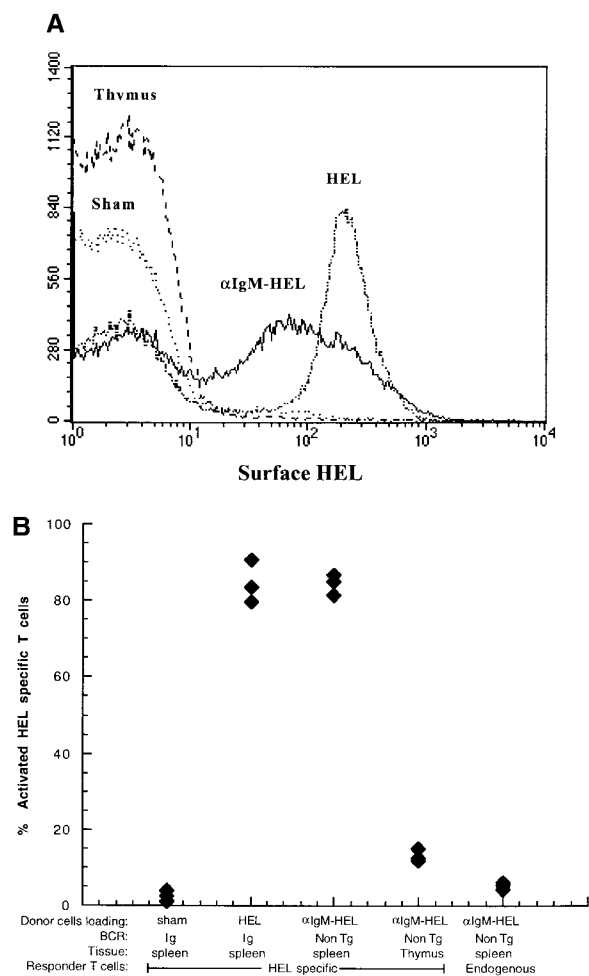 A
1400
1120
840
560
280
0
Thymus
Sham
HEL
αIgM-HEL
10^0
10^1
10^2
10^3
10^4
Surface HEL
B
% Activated HEL specific T cells
100
80
60
40
20
0
Donor cells loading: sham HEL αIgM-HEL αIgM-HEL αIgM-HEL
BCR: Ig Ig Non Tg Non Tg Non Tg
Tissue: spleen spleen spleen Thymus spleen
Responder T cells: HEL specific Endogenous